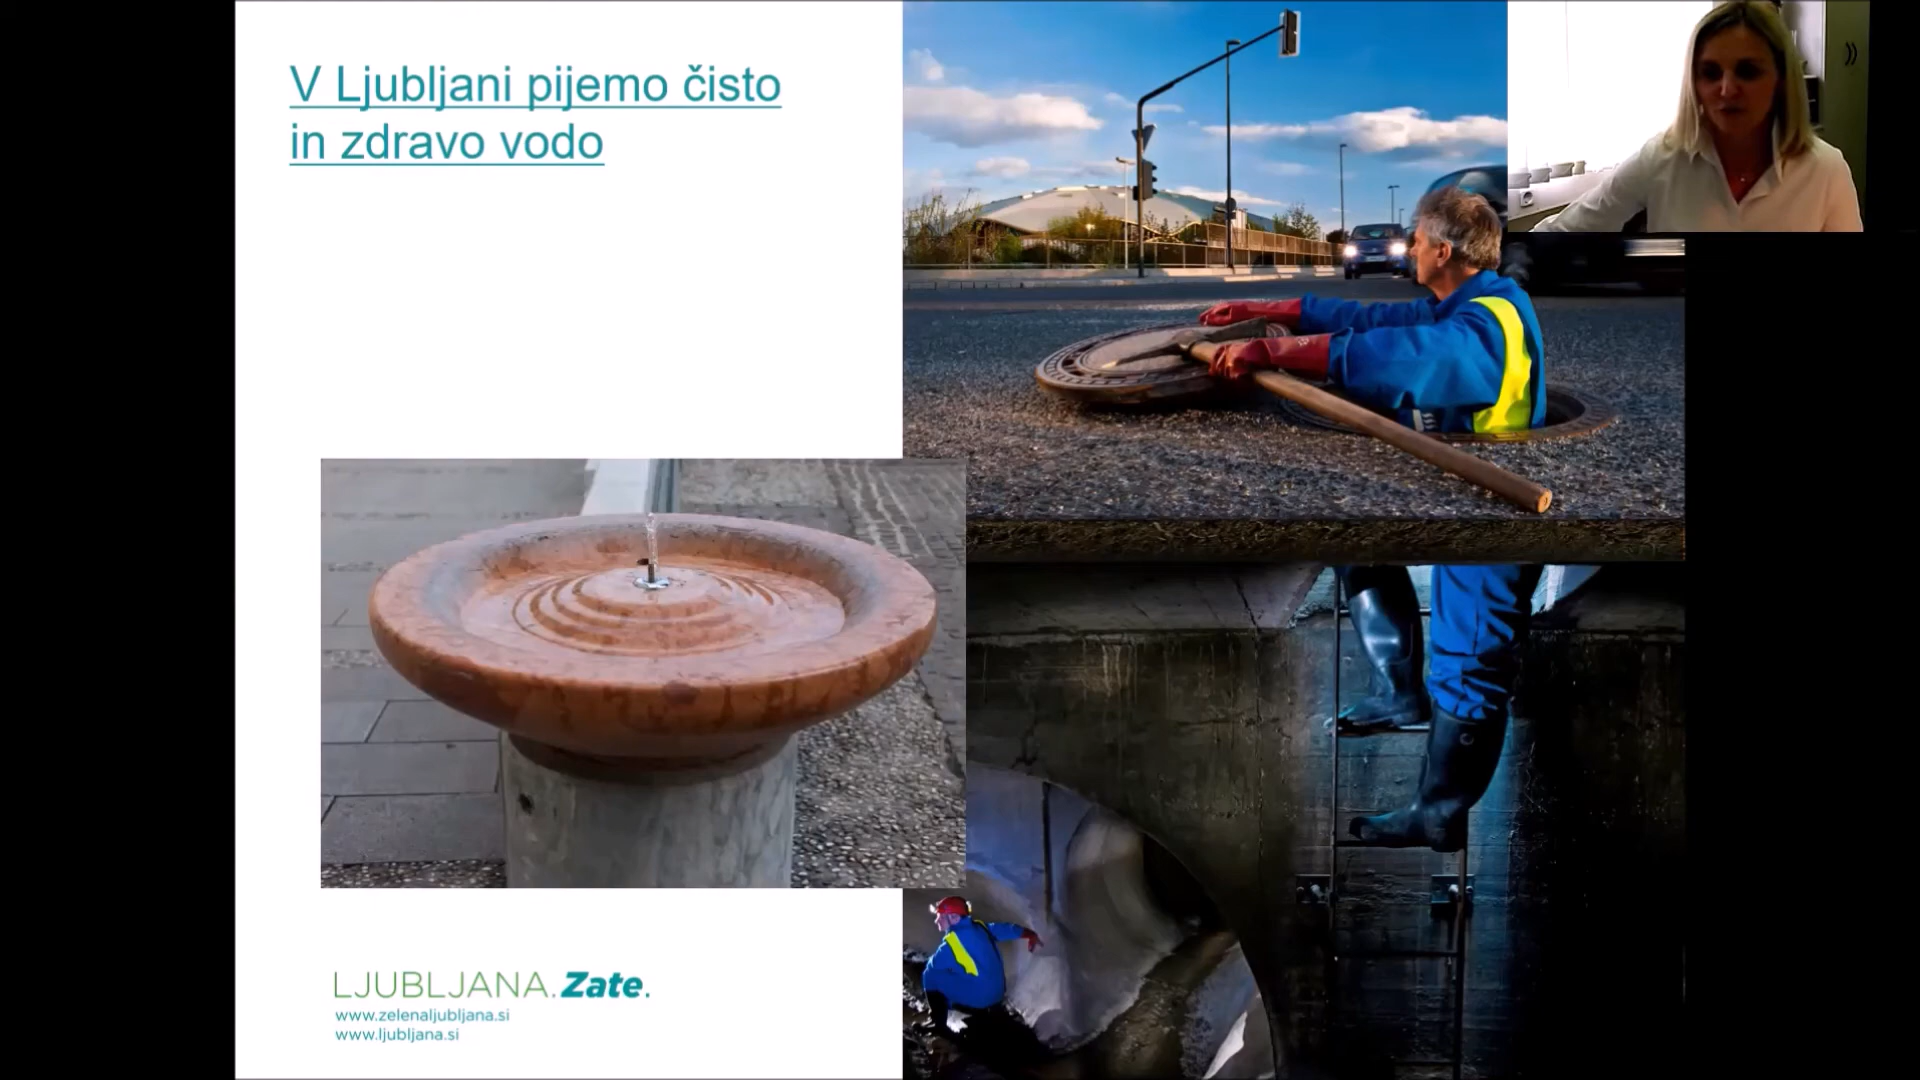 V Ljubljani pijemo čisto
in zdravo vodo
LJUBLJANA.Zate.
www.zelenaljubljana.si
www.ljubljana.si